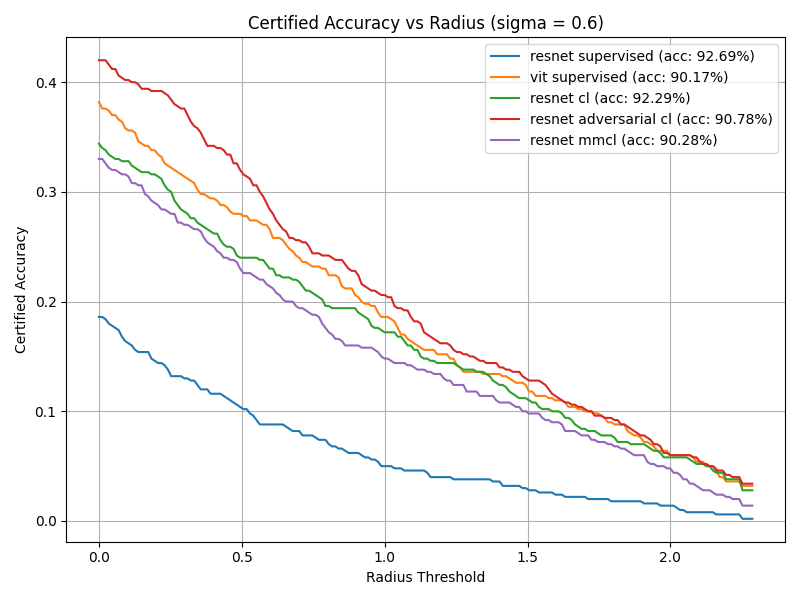 Certified Accuracy vs Radius (sigma = 0.6)
resnet supervised (acc: 92.69%)
vit supervised (acc: 90.17%)
resnet cl (acc: 92.29%)
resnet adversarial cl (acc: 90.78%)
resnet mmcl (acc: 90.28%)
Certified Accuracy
0.4
0.3
0.2
0.1
0.0
0.0 0.5 1.0 1.5 2.0
Radius Threshold